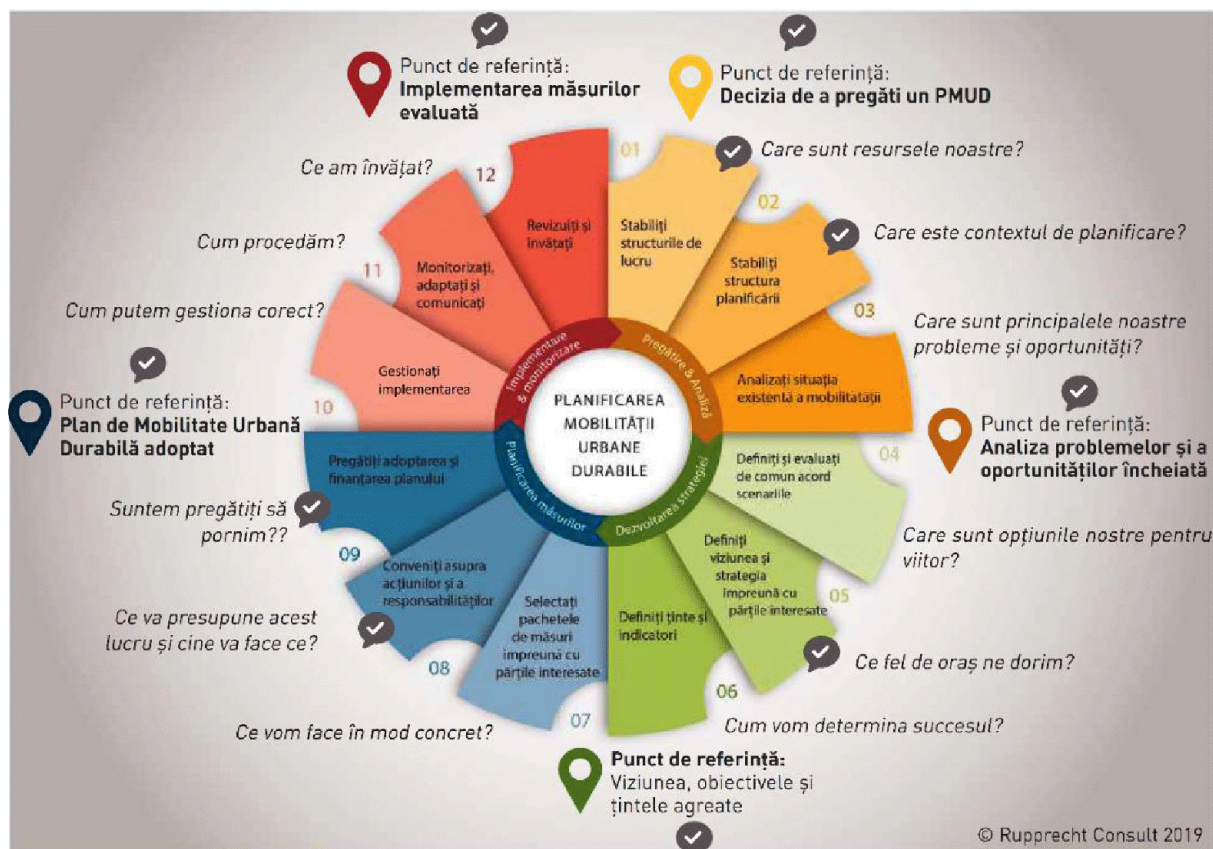 Punct de referință:
Implementarea măsurilor
evaluată
Punct de referință:
Decizia de a pregăti un PMUD
Ce am învățat?
12
01
Care sunt resursele noastre?
02
Revizuiți și
învățați
Stabiliți
structurile de
lucru
Care este contextul de planificare?
Cum procedăm?
11
Monitorizați,
adaptați și
comunicați
Stabiliți
structura
planificării
03
Cum putem gestiona corect?
Care sunt principalele noastre
probleme și oportunități?
Gestionați
implementarea
10
Analizați situația
existentă a mobilitatății
Implementare
& monitorizare
Pregătire & Analiză
PLANIFICAREA
MOBILITĂȚII
URBANE
DURABILE
Planificarea măsurilor
Dezvoltarea strategiei
Punct de referință:
Plan de Mobilitate Urbană
Durabilă adoptat
Punct de referință:
Analiza problemelor și a
oportunităților încheiată
Pregătiți adoptarea și
finanțarea planului
04
Definiți și evaluați
de comun acord
scenariile
Suntem pregătiți să
pornim??
09
Care sunt opțiunile nostre pentru
viitor?
Conveniți asupra
acțiunilor și a
responsabilităților
Selectați
pachetele
de măsuri
împreună cu
părțile interesate
Definiți ținte și
indicatori
Definiți
viziunea și
strategia
împreună cu
părțile interesate
05
Ce va presupune acest
lucru și cine va face ce?
08
Ce fel de oraș ne dorim?
06
07
Ce vom face în mod concret?
Cum vom determina succesul?
Punct de referință:
Viziunea, obiectivele și
țintele agreate
© Rupprecht Consult 2019